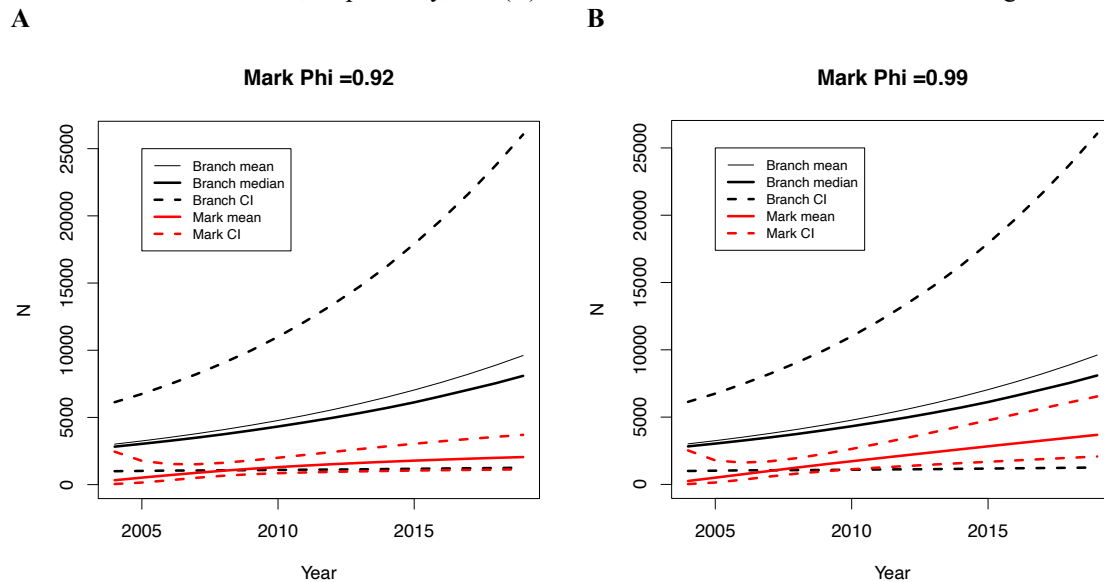 A
B
Mark Phi =0.92
Branch mean
Branch median
Branch CI
Mark mean
Mark CI
N
0 5000 10000 15000 20000 25000
2005 2010 2015
Year
Mark Phi =0.99
Branch mean
Branch median
Branch CI
Mark mean
Mark CI
N
0 5000 10000 15000 20000 25000
2005 2010 2015
Year